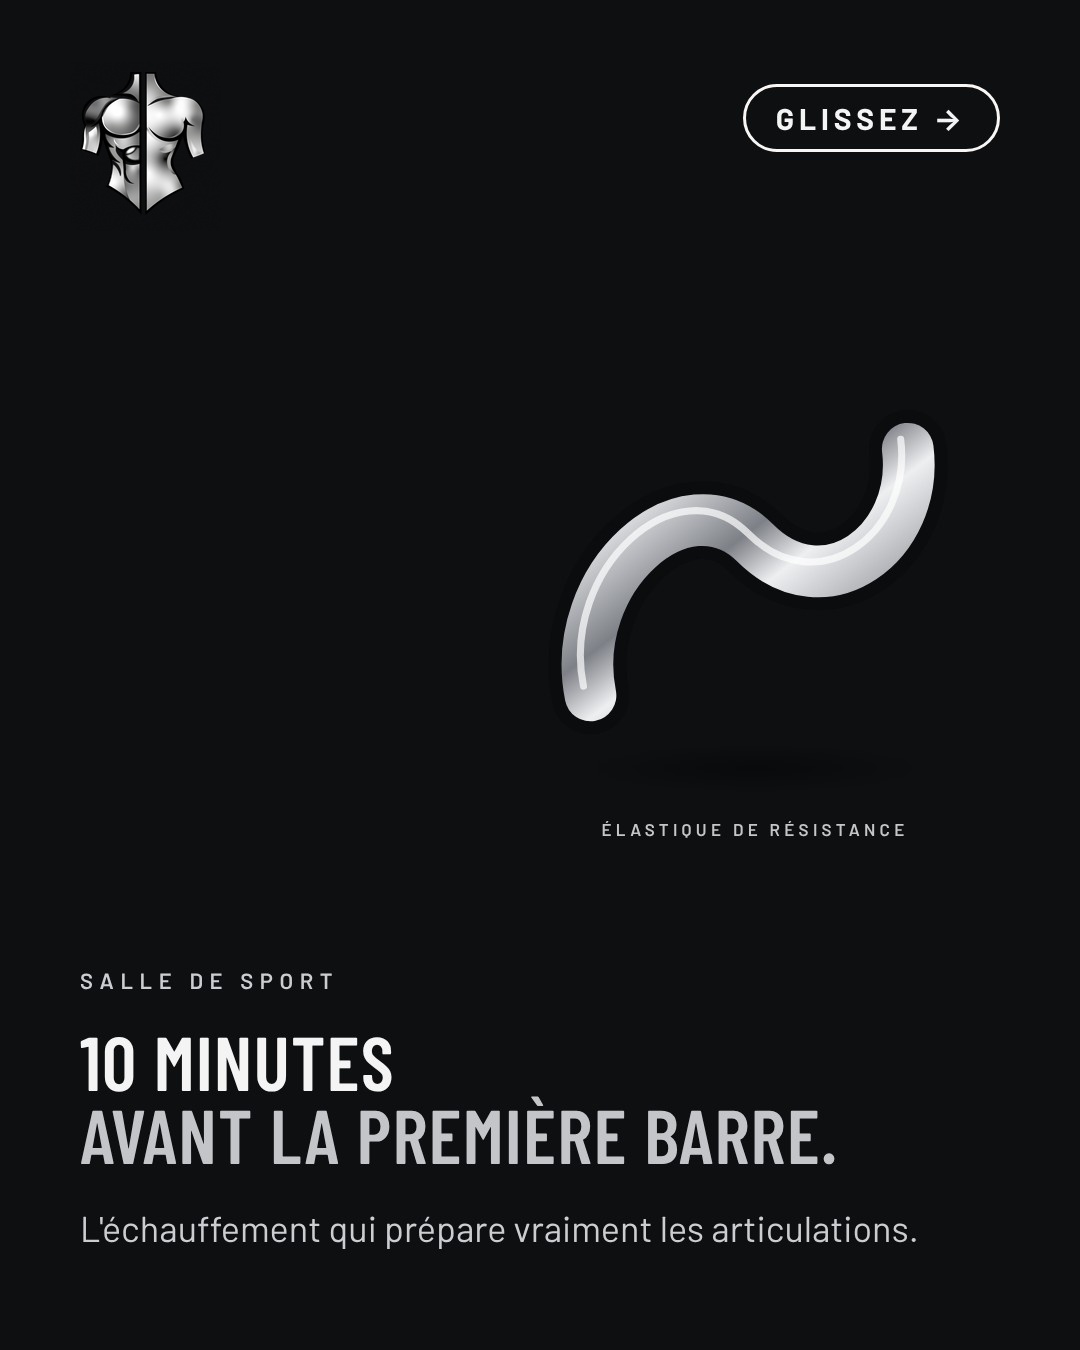 GLISSEZ →
ÉLASTIQUE DE RÉSISTANCE
SALLE DE SPORT
10 MINUTES
AVANT LA PREMIÈRE BARRE.
L'échauffement qui prépare vraiment les articulations.